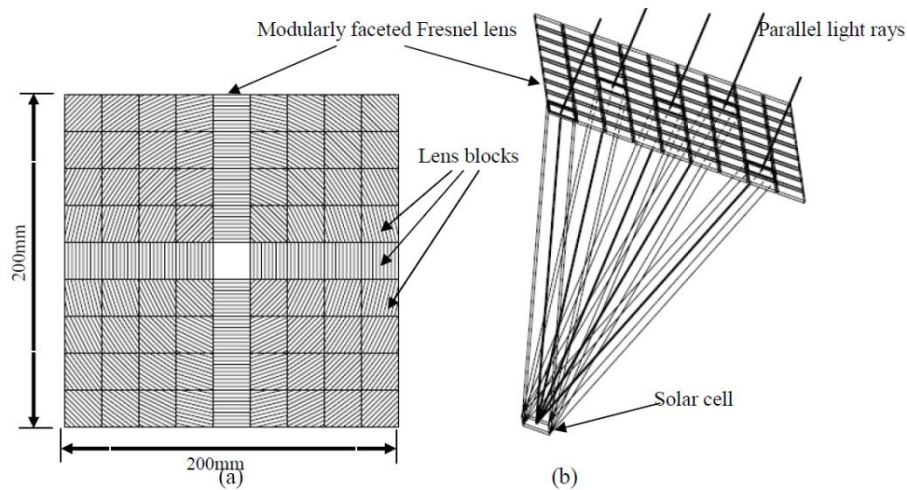 Modularly faceted Fresnel lens
Parallel light rays
Lens blocks
200mm
200mm
Solar cell
(a)
(b)